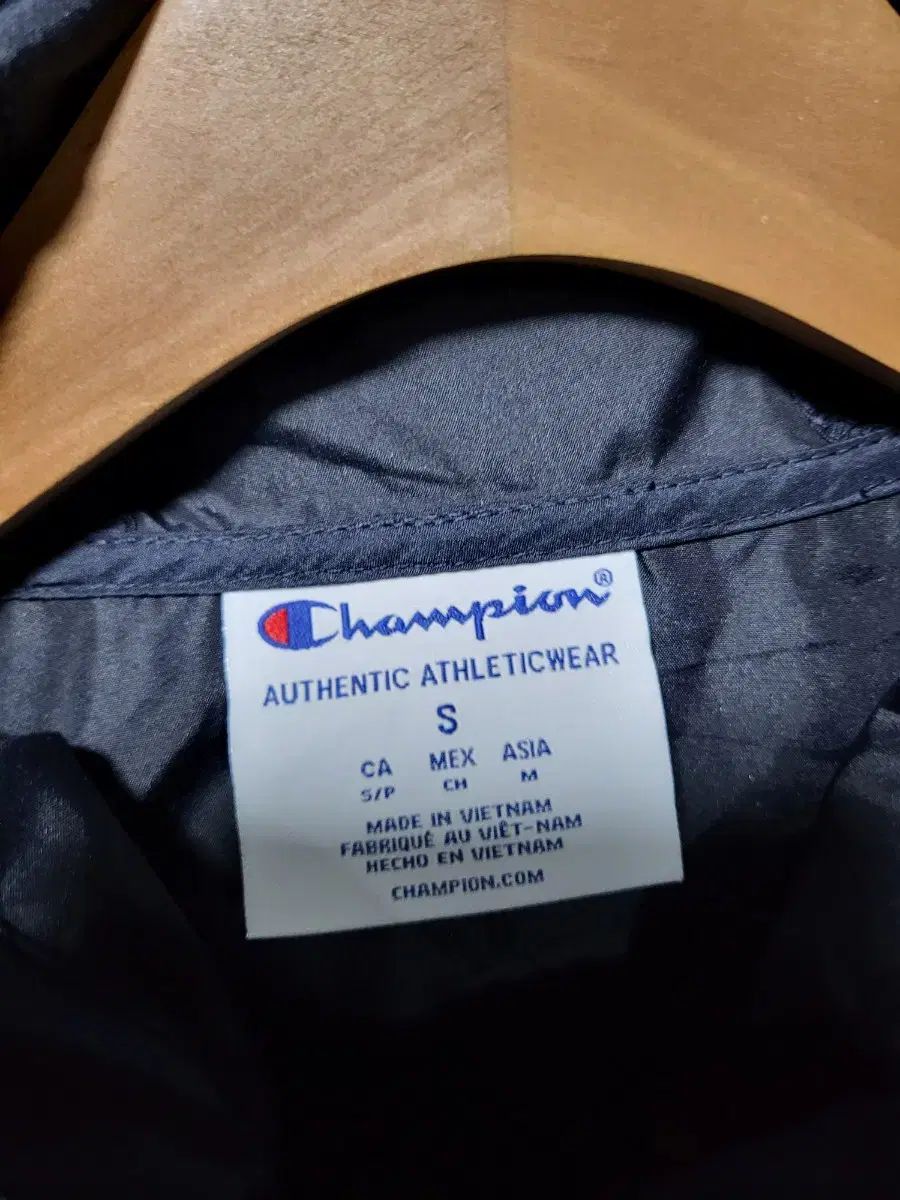 Champion®
AUTHENTIC ATHLETICWEAR
S
CA MEX ASIA
S/P CH M
MADE IN VIETNAM
FABRIQUÉ AU VIÊT-NAM
HECHO EN VIETNAM
CHAMPION.COM